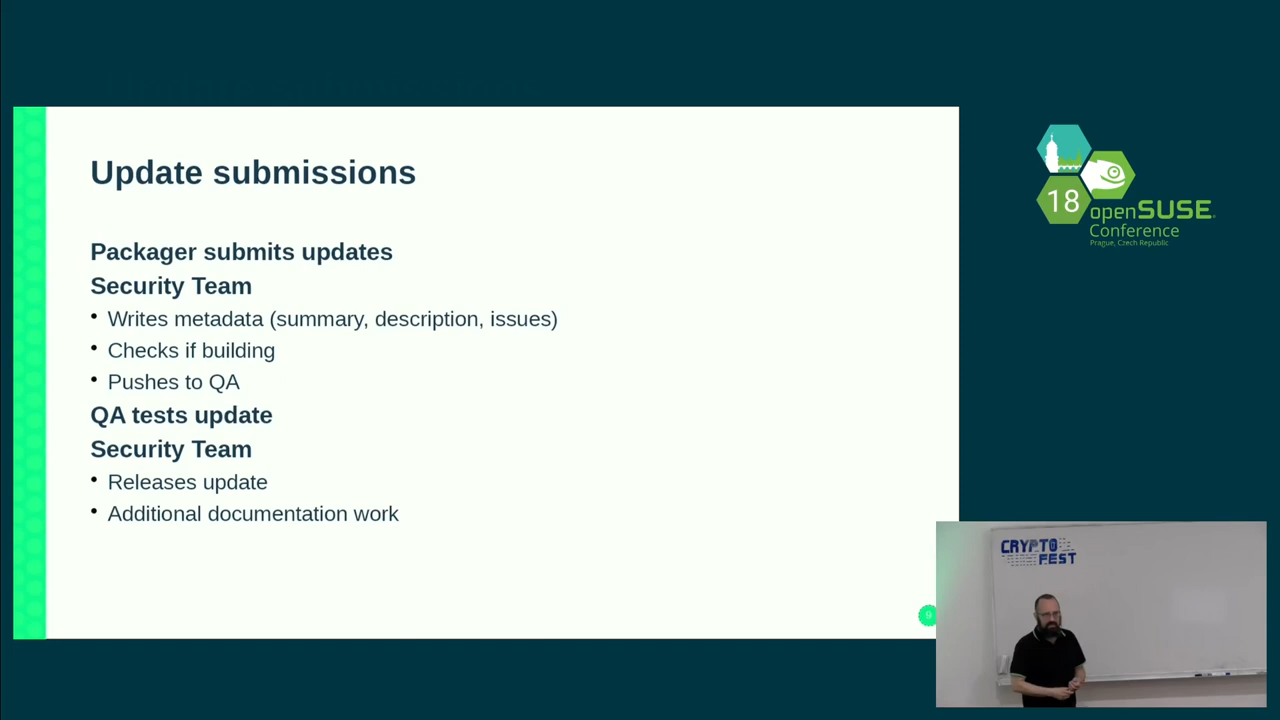 Update submissions
Packager submits updates
Security Team
• Writes metadata (summary, description, issues)
• Checks if building
• Pushes to QA
QA tests update
Security Team
• Releases update
• Additional documentation work
9
18
openSUSE
Conference
Prague, Czech Republic
CRYPTO
FEST